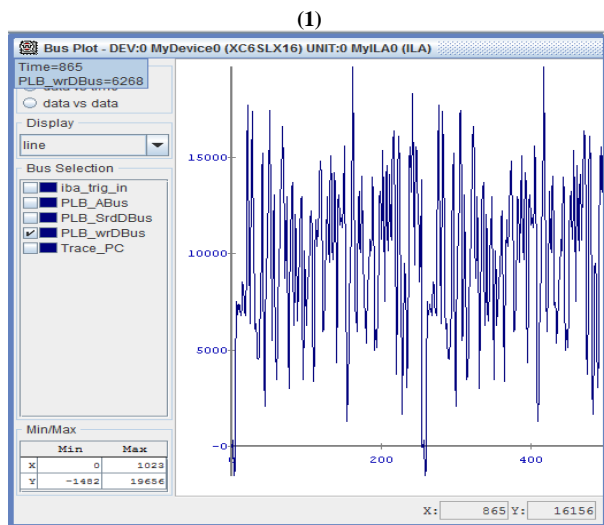 (1)
Bus Plot - DEV:0 MyDevice0 (XC6SLX16) UNIT:0 MyILA0 (ILA)
Time=865
PLB_wrDBus=6268
data vs data
Display
line
Bus Selection
iba_trig_in
PLB_ABus
PLB_SrdDBus
PLB_wrDBus
Trace_PC
Min/Max
Min Max
X 0 1023
Y -1482 19656
15000
10000
5000
-0
200 400
X: 865 Y: 16156